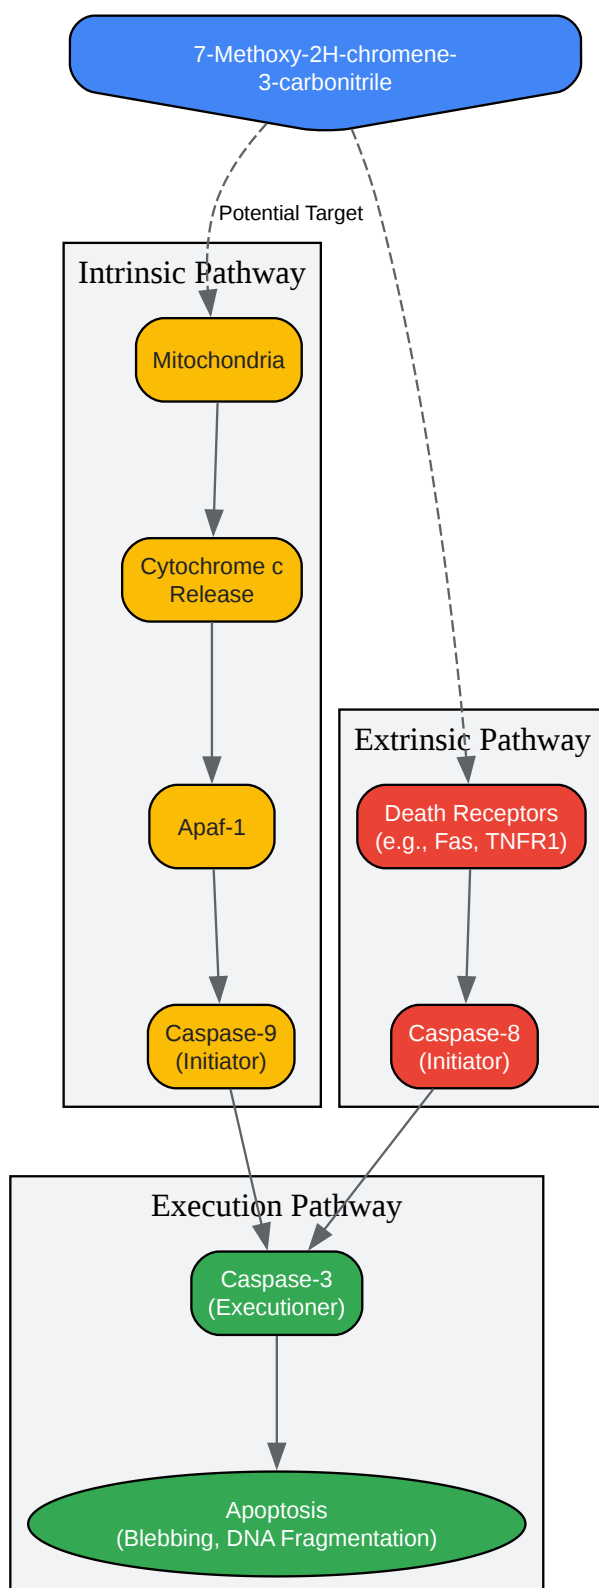 7-Methoxy-2H-chromene-
3-carbonitrile
Potential Target
Intrinsic Pathway
Mitochondria
Cytochrome c
Release
Apaf-1
Caspase-9
(Initiator)
Extrinsic Pathway
Death Receptors
(e.g., Fas, TNFR1)
Caspase-8
(Initiator)
Execution Pathway
Caspase-3
(Executioner)
Apoptosis
(Blebbing, DNA Fragmentation)